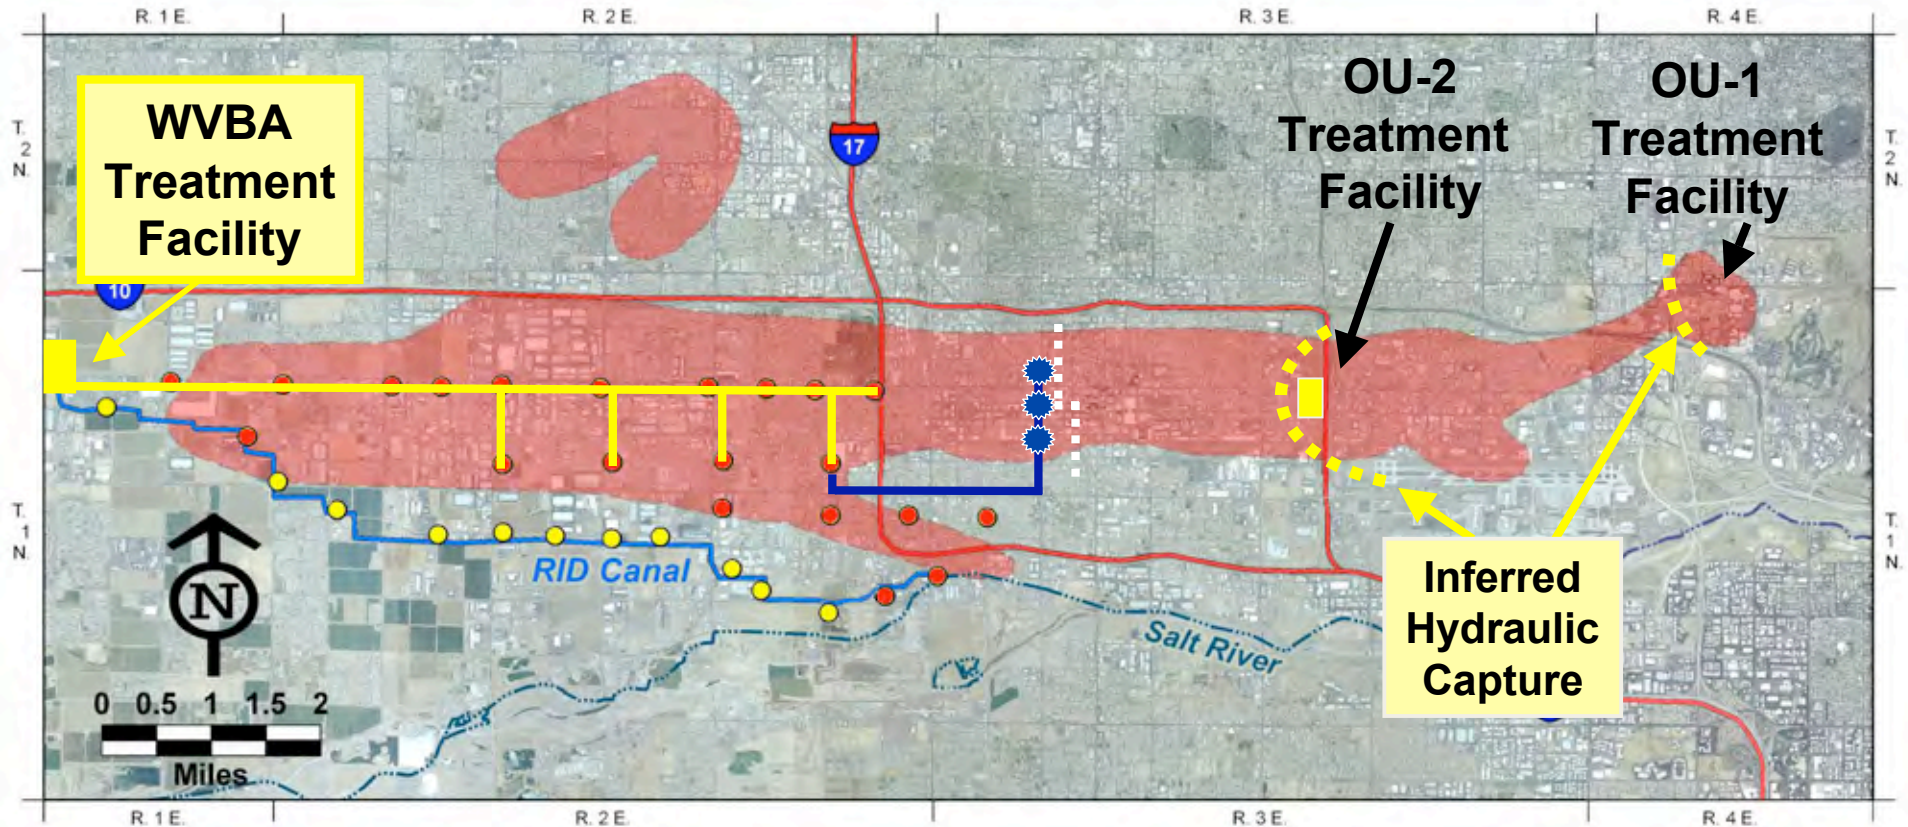 R. 1 E.
R. 2 E.
R. 3 E.
R. 4 E.
T.
2
N.
T.
2
N.
WVBA
Treatment
Facility
17
OU-2
Treatment
Facility
OU-1
Treatment
Facility
10
T.
1
N.
T.
1
N.
RID Canal
Salt River
Inferred
Hydraulic
Capture
N
0 0.5 1 1.5 2
Miles
R. 1 E.
R. 2 E.
R. 3 E.
R. 4 E.